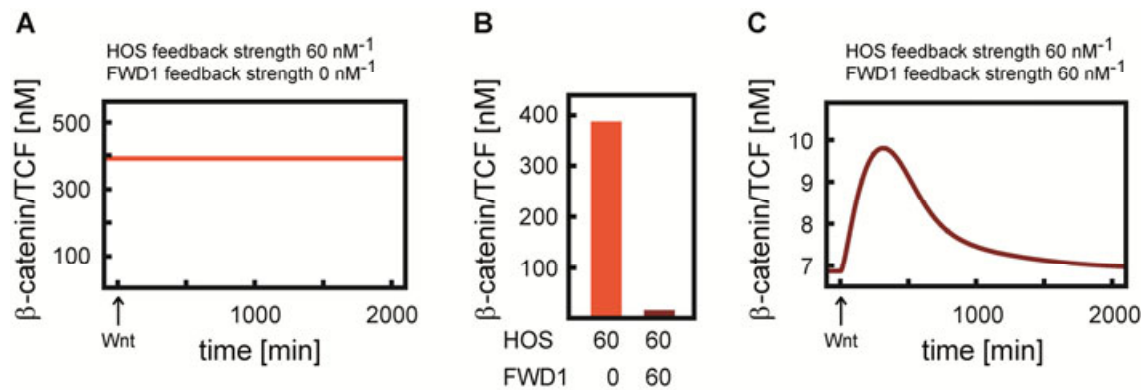 A
HOS feedback strength 60 nM⁻¹
FWD1 feedback strength 0 nM⁻¹
β-catenin/TCF [nM]
500
300
100
1000
2000
Wnt
time [min]
B
β-catenin/TCF [nM]
400
300
200
100
HOS 60 60
FWD1 0 60
C
HOS feedback strength 60 nM⁻¹
FWD1 feedback strength 60 nM⁻¹
β-catenin/TCF [nM]
10
9
8
7
1000
2000
Wnt
time [min]